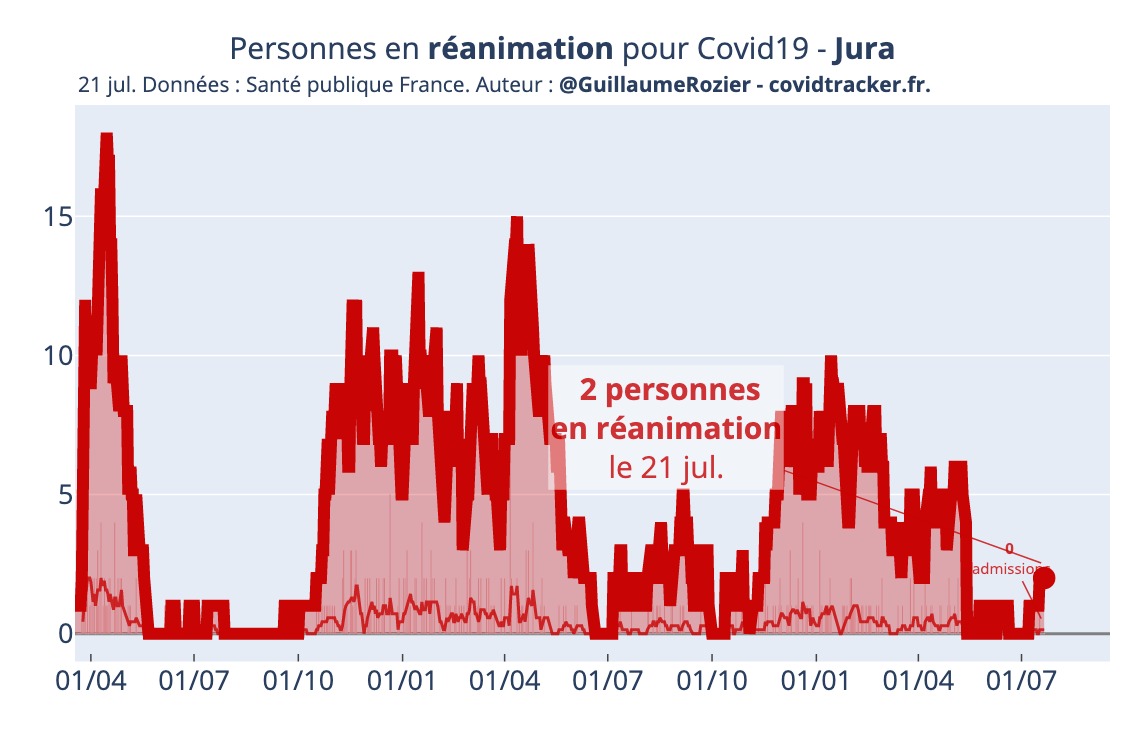 Personnes en réanimation pour Covid19 - Jura
21 jul. Données : Santé publique France. Auteur : @GuillaumeRozier - covidtracker.fr.
15
10
5
0
2 personnes
en réanimation
le 21 jul.
0
admissions
01/04 01/07 01/10 01/01 01/04 01/07 01/10 01/01 01/04 01/07